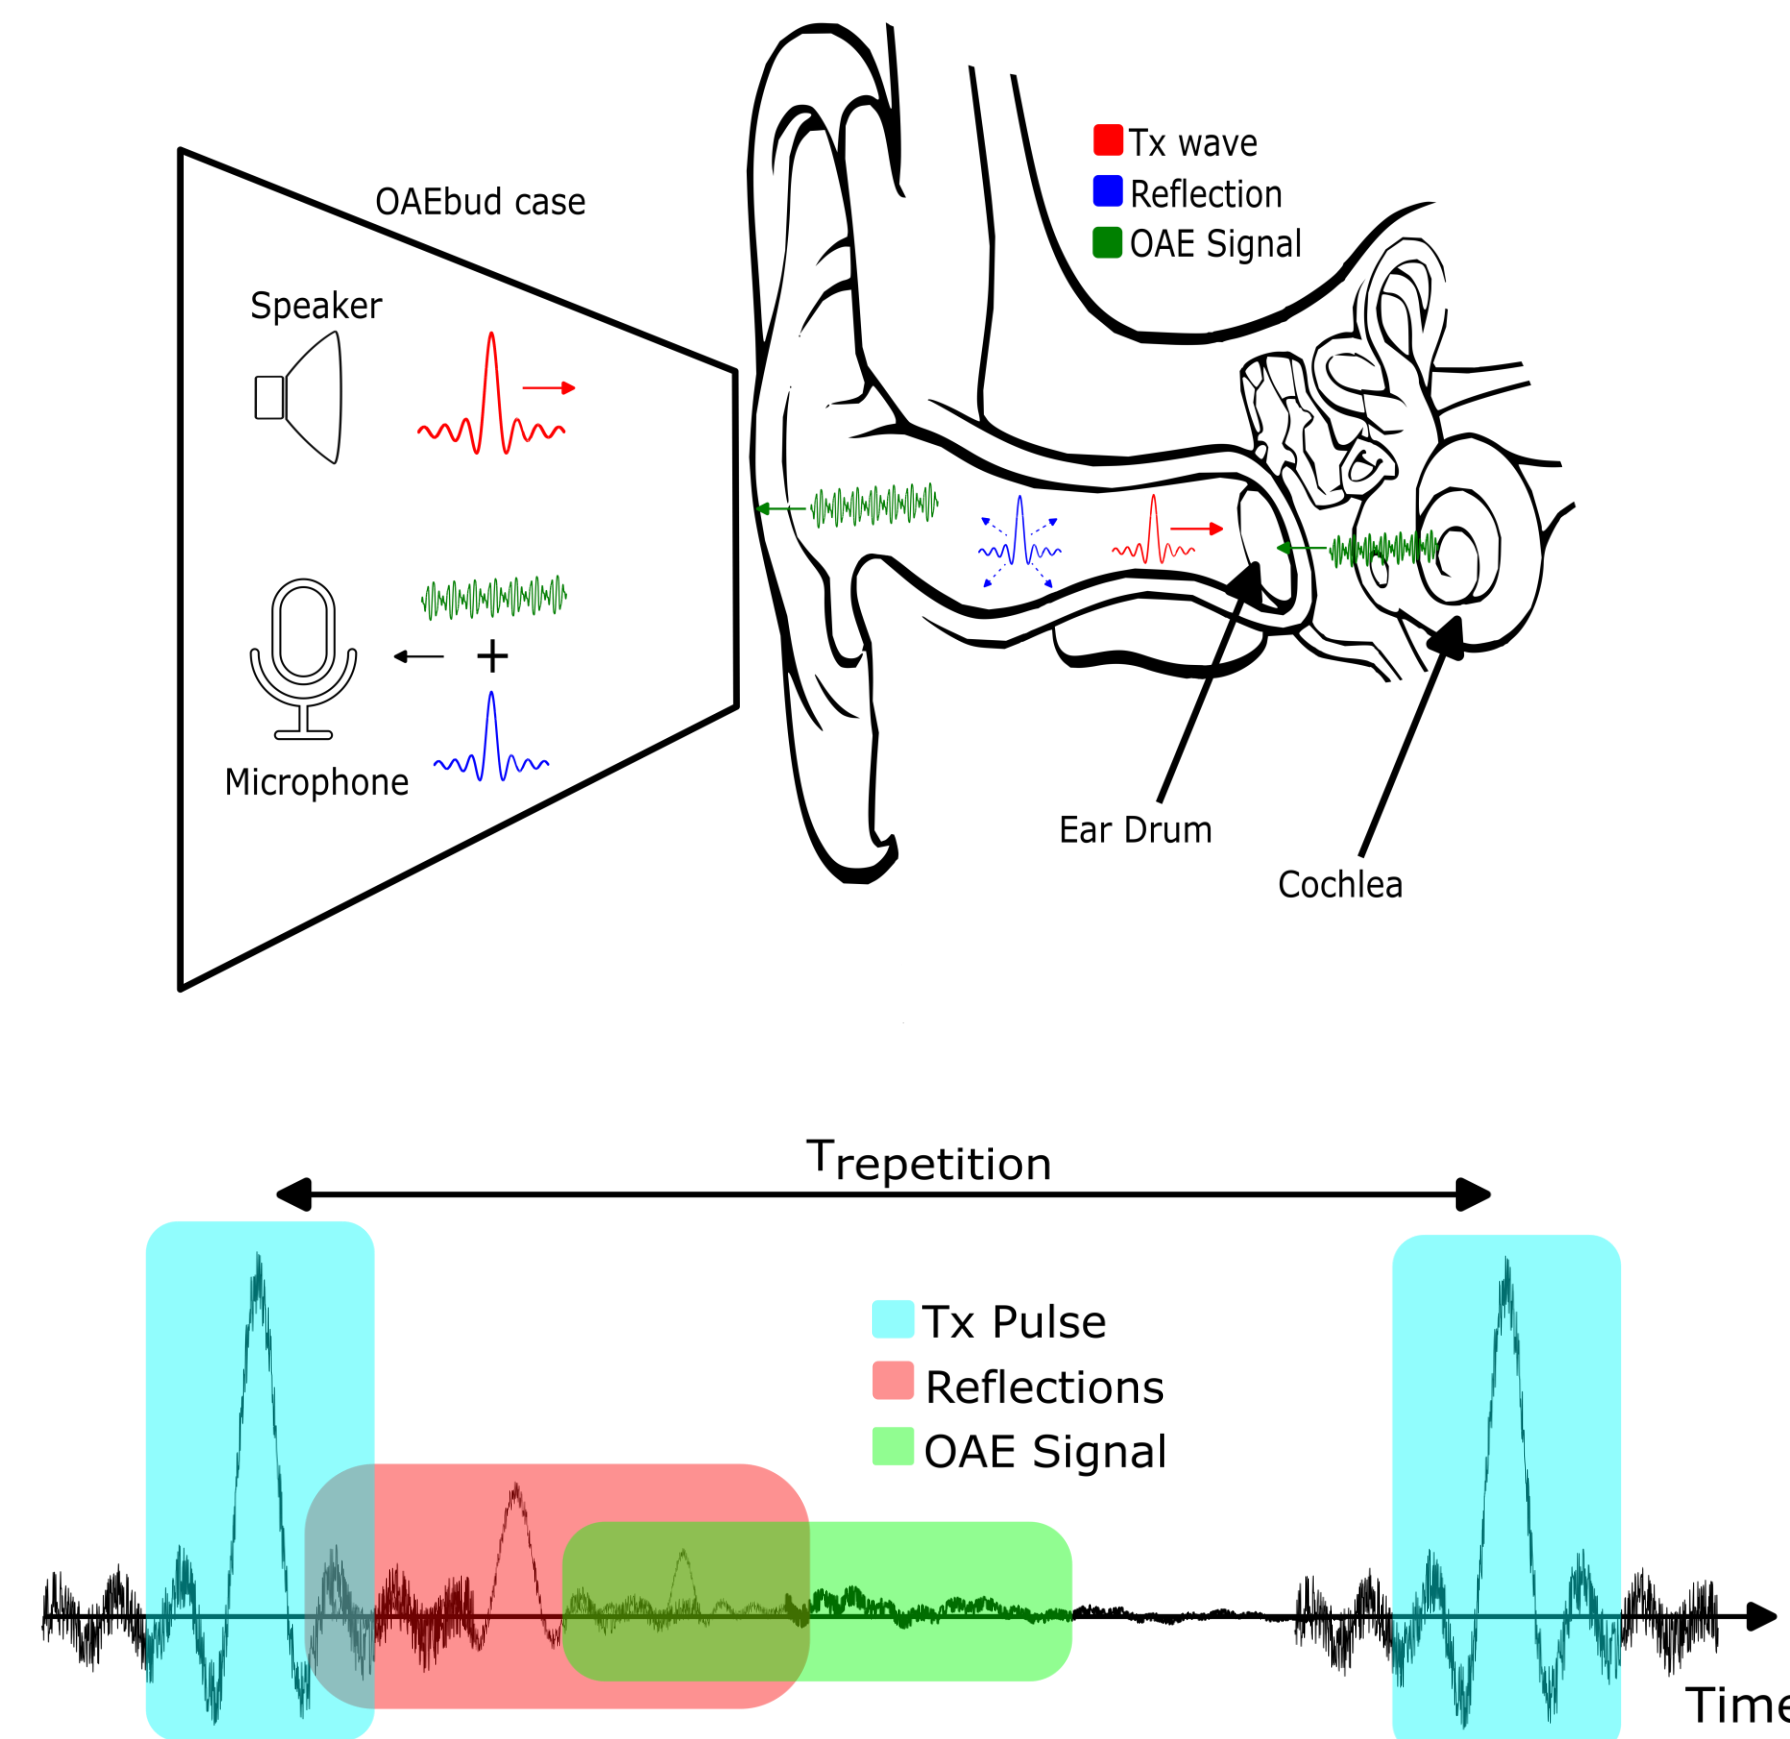 OAEbud case
Tx wave
Reflection
OAE Signal
Speaker
+
Microphone
Ear Drum
Cochlea
Trepetition
Tx Pulse
Reflections
OAE Signal
Time